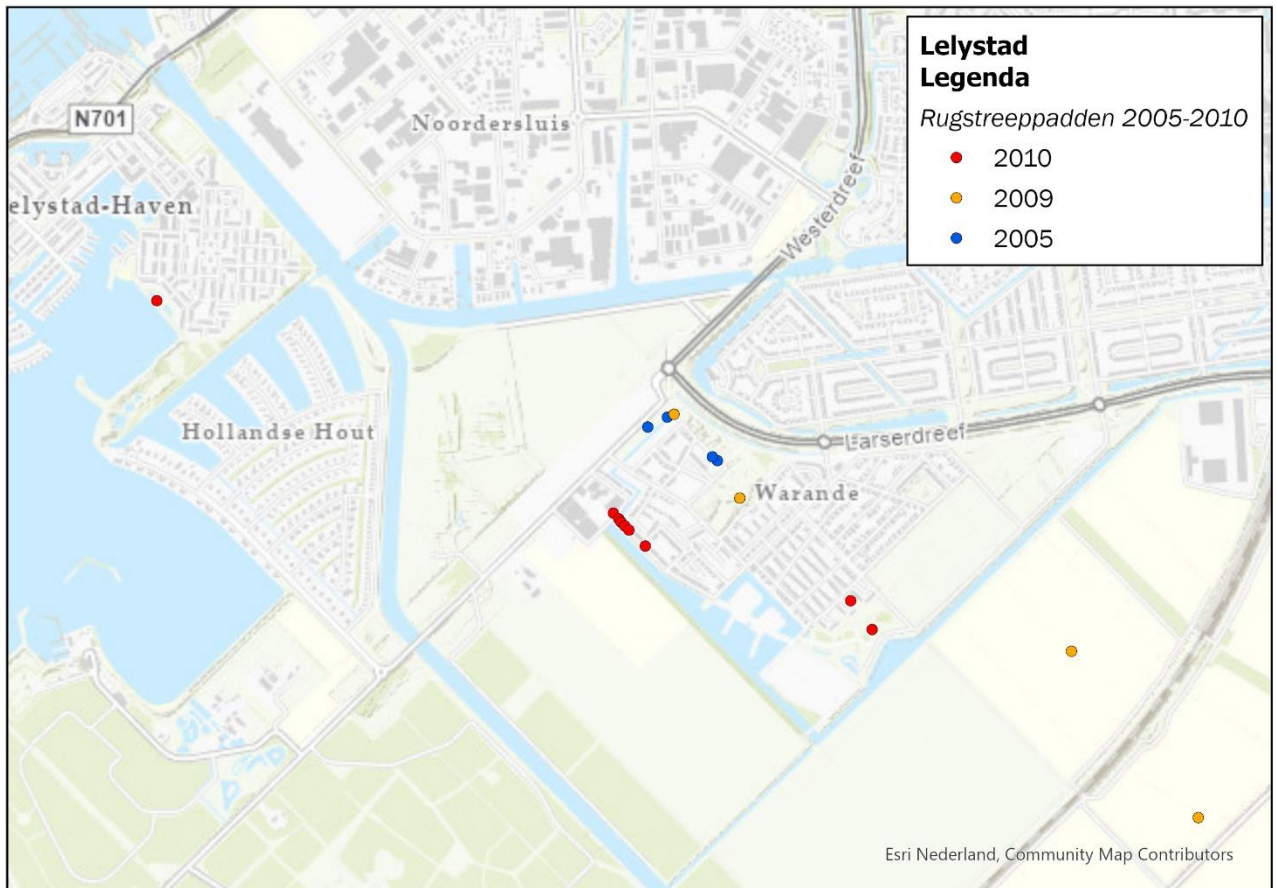 Lelystad
Legenda
Rugstreeppadden 2005-2010
2010
2009
2005
N701
Noordersluis
Westerdreef
elystad-Haven
Hollandse Hout
Larserdreef
Warande
Esri Nederland, Community Map Contributors